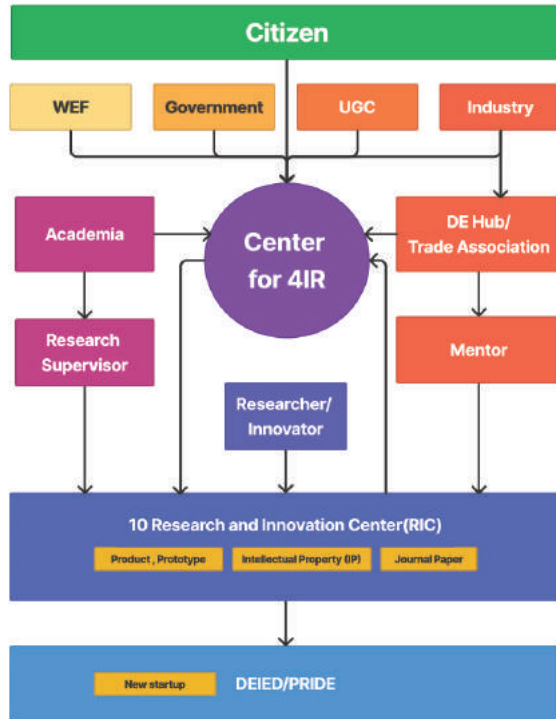 Citizen
WEF
Government
UGC
Industry
Academia
Center
for 4IR
DE Hub/
Trade Association
Research
Supervisor
Mentor
Researcher/
Innovator
10 Research and Innovation Center(RIC)
Product , Prototype
Intellectual Property (IP)
Journal Paper
New startup
DEIED/PRIDE